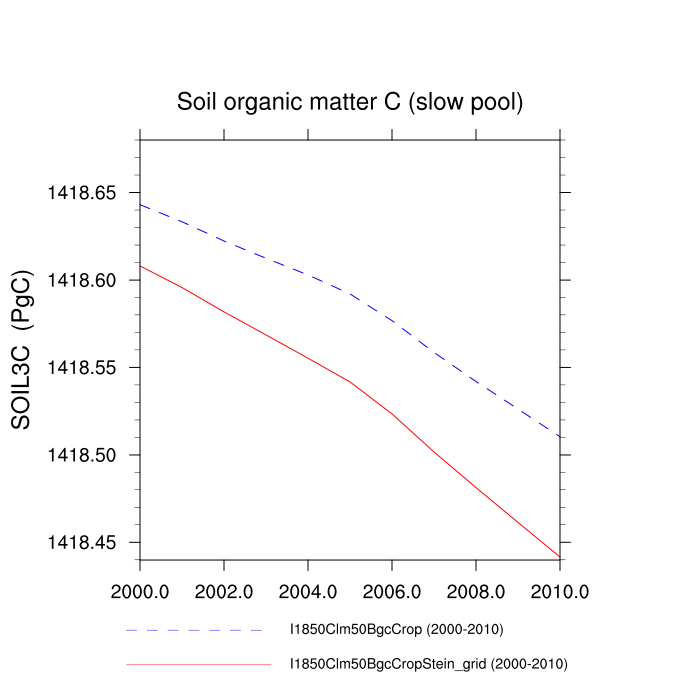 Soil organic matter C (slow pool)
SOIL3C (PgC)
1418.65
1418.60
1418.55
1418.50
1418.45
2000.0 2002.0 2004.0 2006.0 2008.0 2010.0
I1850Clm50BgcCrop (2000-2010)
I1850Clm50BgcCropStein_grid (2000-2010)